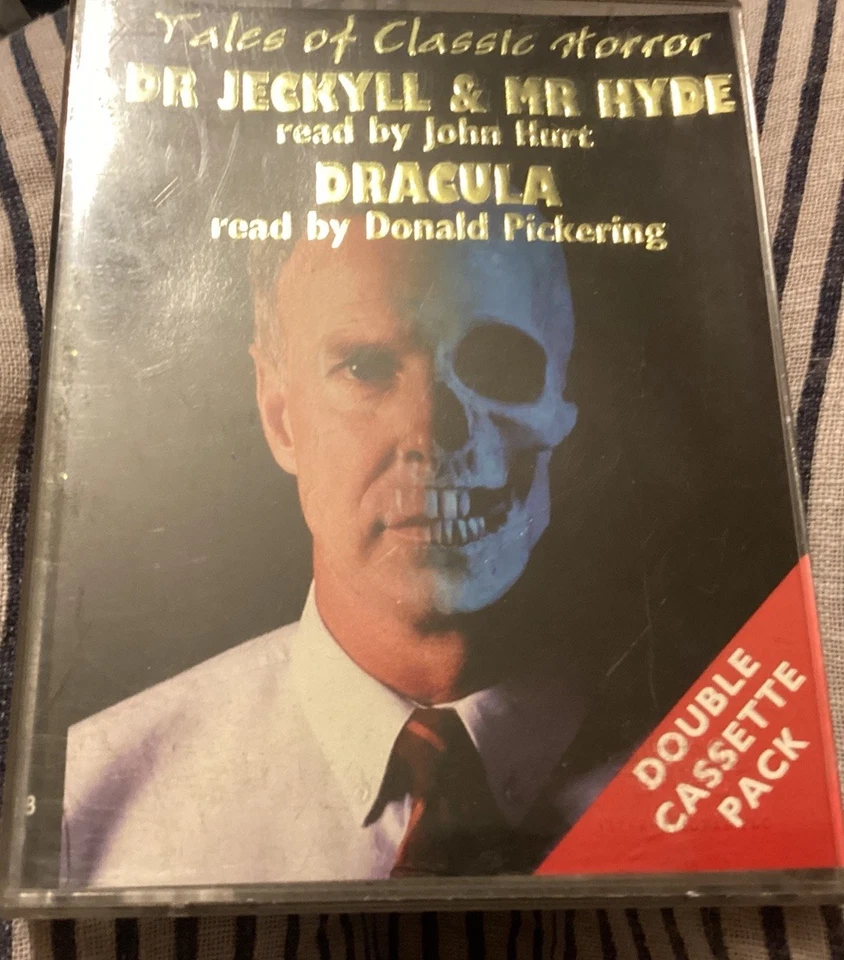 Tales of Classic Horror
DR JECKYLL & MR HYDE
read by John Hurt
DRACULA
read by Donald Pickering
DOUBLE
CASSETTE
PACK